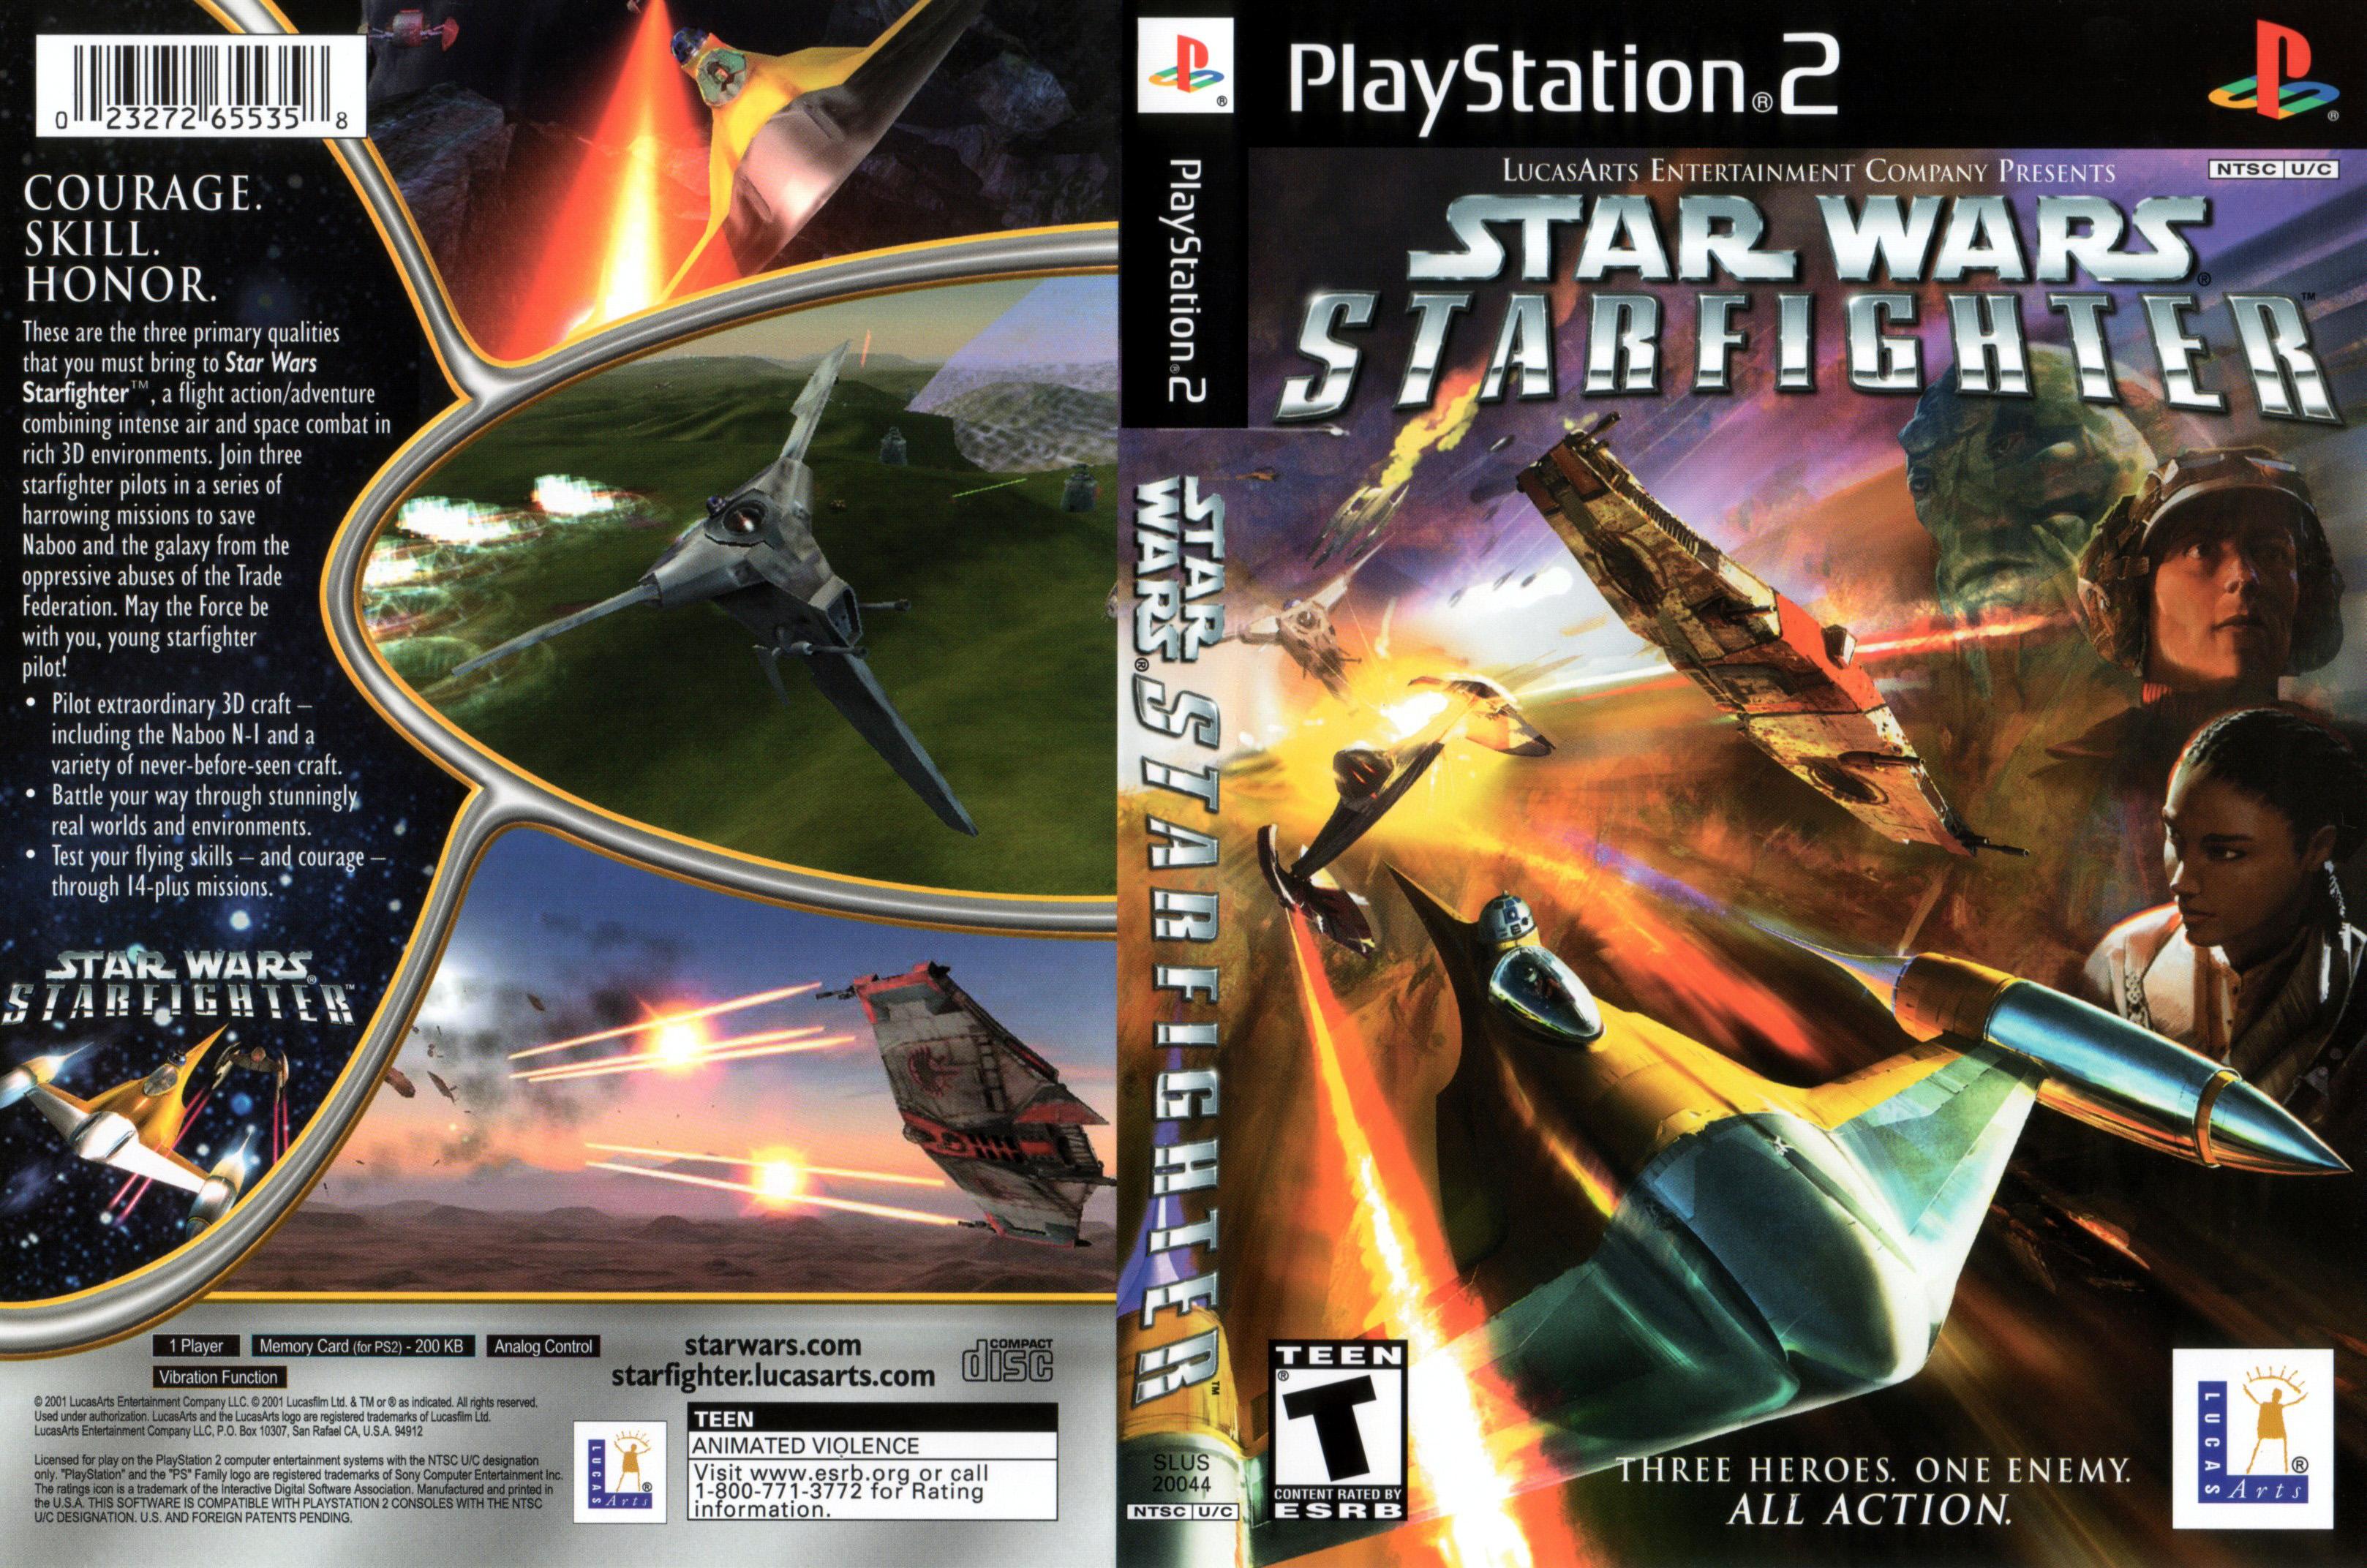 0 23272 65535 8
COURAGE.
SKILL.
HONOR.
These are the three primary qualities
that you must bring to Star Wars
Starfighter™, a flight action/adventure
combining intense air and space combat in
rich 3D environments. Join three
starfighter pilots in a series of
harrowing missions to save
Naboo and the galaxy from the
oppressive abuses of the Trade
Federation. May the Force be
with you, young starfighter
pilot!
• Pilot extraordinary 3D craft –
including the Naboo N-1 and a
variety of never-before-seen craft.
• Battle your way through stunningly
real worlds and environments.
• Test your flying skills – and courage –
through 14-plus missions.
STAR WARS®
STARFIGHTER™
1 Player
Memory Card (for PS2) - 200 KB
Analog Control
Vibration Function
starwars.com
starfighter.lucasarts.com
COMPACT
disc
© 2001 LucasArts Entertainment Company LLC. © 2001 Lucasfilm Ltd. & TM or ® as indicated. All rights reserved.
Used under authorization. LucasArts and the LucasArts logo are registered trademarks of Lucasfilm Ltd.
LucasArts Entertainment Company LLC, P.O. Box 10307, San Rafael CA, U.S.A. 94912
Licensed for play on the PlayStation 2 computer entertainment systems with the NTSC U/C designation
only. "PlayStation" and the "PS" Family logo are registered trademarks of Sony Computer Entertainment Inc.
The ratings icon is a trademark of the Interactive Digital Software Association. Manufactured and printed in
the U.S.A. THIS SOFTWARE IS COMPATIBLE WITH PLAYSTATION 2 CONSOLES WITH THE NTSC
U/C DESIGNATION. U.S. AND FOREIGN PATENTS PENDING.
LUCAS
Arts ®
TEEN
ANIMATED VIOLENCE
Visit www.esrb.org or call
1-800-771-3772 for Rating
information.
®
PlayStation®2
STAR
WARS®
STARFIGHTER™
SLUS
20044
NTSC U/C
PlayStation®2
®
LUCASARTS ENTERTAINMENT COMPANY PRESENTS
NTSC U/C
STAR WARS®
STARFIGHTER™
TEEN
®
T
CONTENT RATED BY
ESRB
THREE HEROES. ONE ENEMY.
ALL ACTION.
LUCAS
Arts ®